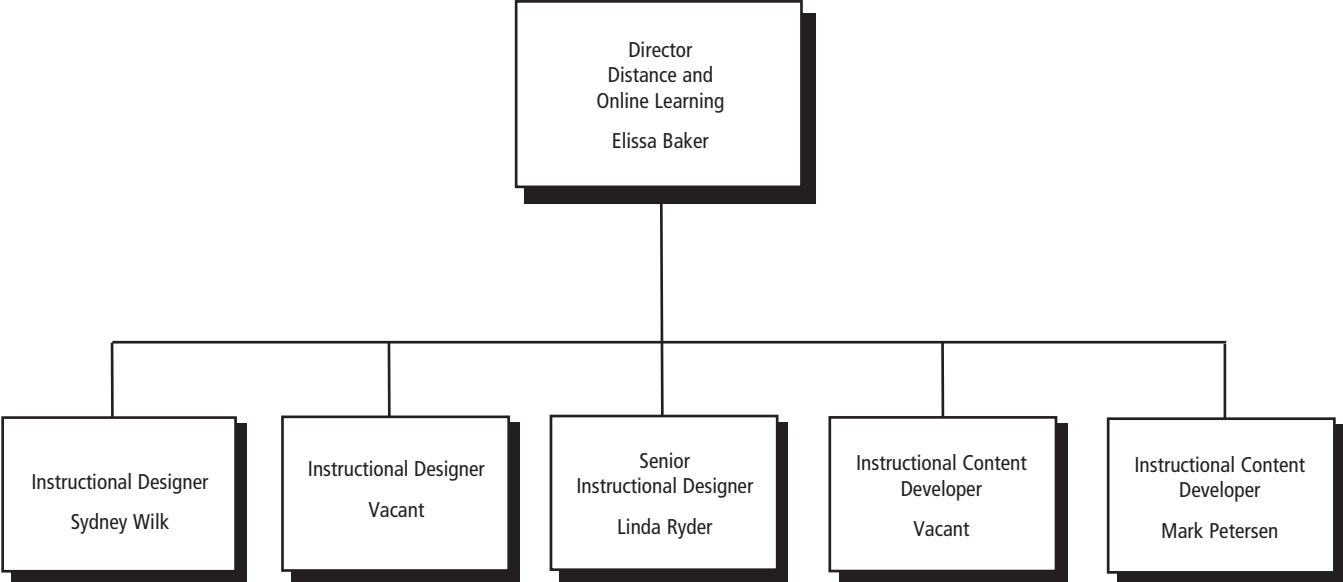 Director
Distance and
Online Learning
Elissa Baker
Instructional Designer
Sydney Wilk
Instructional Designer
Vacant
Senior
Instructional Designer
Linda Ryder
Instructional Content
Developer
Vacant
Instructional Content
Developer
Mark Petersen